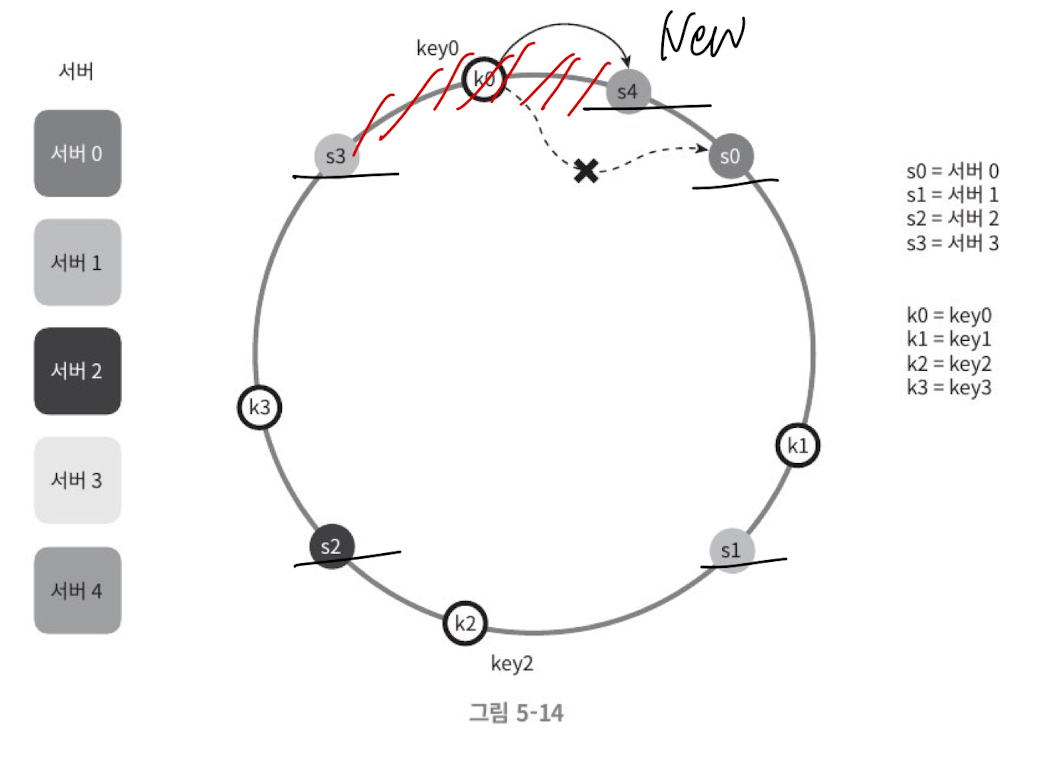 New
key0
서버
k0
s4
s3
s0
서버 0
s0 = 서버 0
s1 = 서버 1
s2 = 서버 2
s3 = 서버 3
서버 1
k0 = key0
k1 = key1
k2 = key2
k3 = key3
서버 2
k3
k1
서버 3
s2
s1
서버 4
k2
key2
그림 5-14